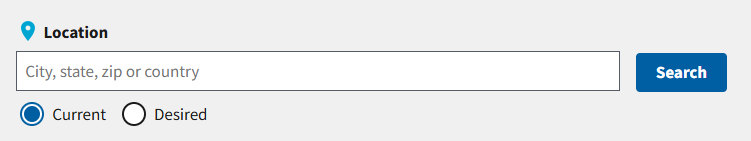 Location
City, state, zip or country
Search
Current
Desired